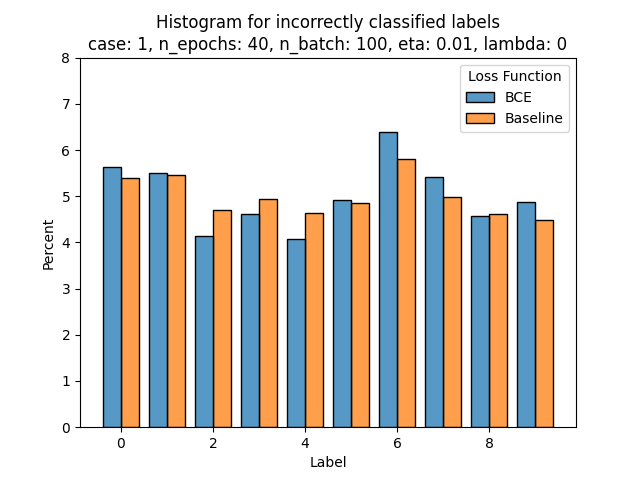 Histogram for incorrectly classified labels
case: 1, n_epochs: 40, n_batch: 100, eta: 0.01, lambda: 0
Loss Function
BCE
Baseline
Percent
8
7
6
5
4
3
2
1
0
0 2 4 6 8
Label